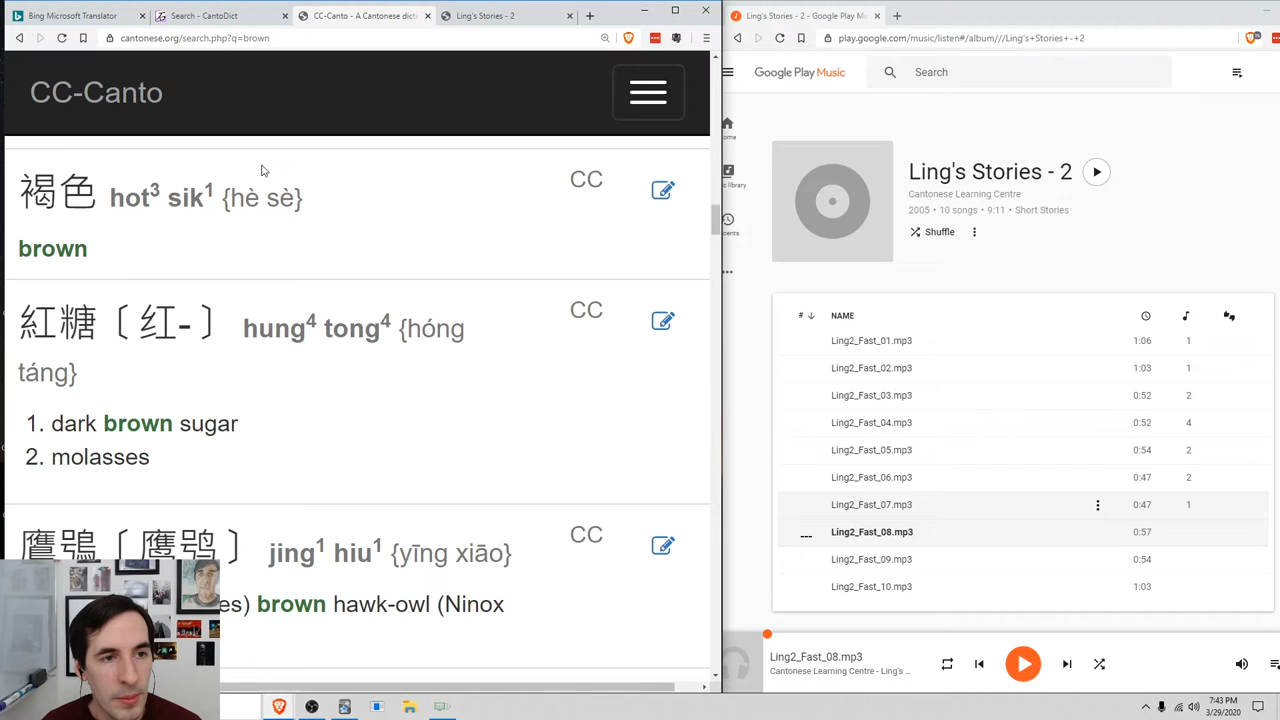 Bing Microsoft Translator
Search - CantoDict
CC-Canto - A Cantonese dict
Ling's Stories - 2
cantonese.org/search.php?q=brown
CC-Canto
褐色 hot3 sik1 {hè sè}
CC
brown
紅糖〔红-〕 hung4 tong4 {hóng
táng}
CC
1. dark brown sugar
2. molasses
鷹鴞〔鹰鸮〕 jing1 hiu1 {yīng xiāo}
CC
es) brown hawk-owl (Ninox
Ling's Stories - 2 - Google Play Mus
play.google.com/music/listen#/album///Ling's+Stories+-+2
Google Play Music
Search
ome
ic library
cents
Ling's Stories - 2
Cantonese Learning Centre
2005 • 10 songs • 9:11 | Short Stories
Shuffle
# NAME
Ling2_Fast_01.mp3 1:06 1
Ling2_Fast_02.mp3 1:03 1
Ling2_Fast_03.mp3 0:52 2
Ling2_Fast_04.mp3 0:52 4
Ling2_Fast_05.mp3 0:54 2
Ling2_Fast_06.mp3 0:47 2
Ling2_Fast_07.mp3 0:47 1
Ling2_Fast_08.mp3 0:57
Ling2_Fast_09.mp3 0:54
Ling2_Fast_10.mp3 1:03
Ling2_Fast_08.mp3
Cantonese Learning Centre - Ling's ...
7:43 PM
3/29/2020